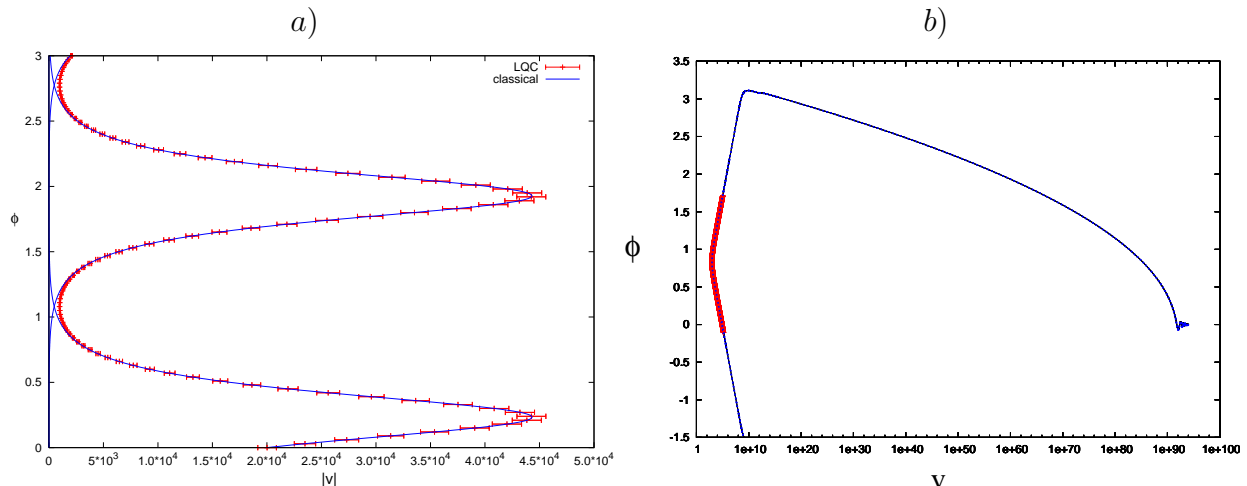 a)
3
2.5
2
1.5
1
0.5
0
ϕ
LQC
classical
0 5*10³ 1.0*10⁴ 1.5*10⁴ 2.0*10⁴ 2.5*10⁴ 3.0*10⁴ 3.5*10⁴ 4.0*10⁴ 4.5*10⁴ 5.0*10⁴
|v|
b)
3.5
3
2.5
2
1.5
1
0.5
0
-0.5
-1
-1.5
ϕ
1 1e+10 1e+20 1e+30 1e+40 1e+50 1e+60 1e+70 1e+80 1e+90 1e+100
v